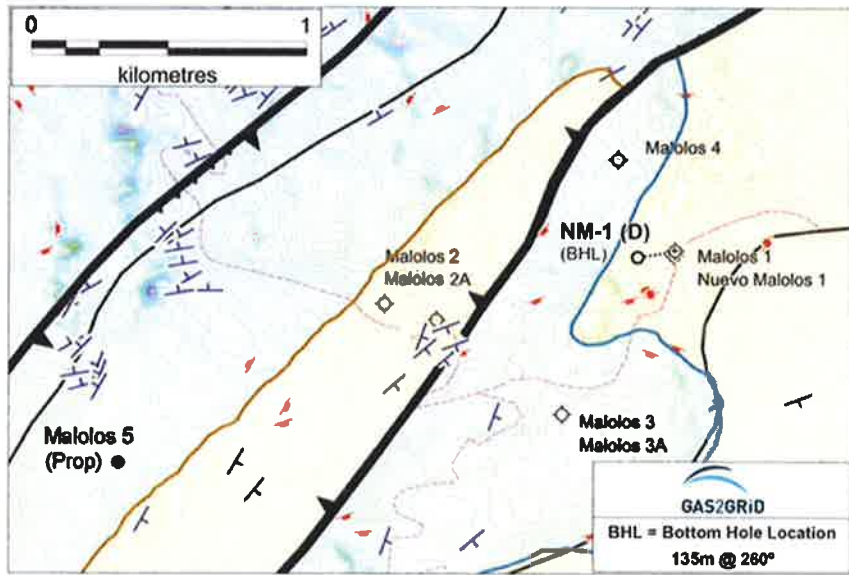 0 1
kilometres
Malolos 4
NM-1 (D)
(BHL)
Malolos 1
Nuevo Malolos 1
Malolos 2
Malolos 2A
Malolos 3
Malolos 3A
Malolos 5
(Prop)
GAS2GRiD
BHL = Bottom Hole Location
135m @ 260º